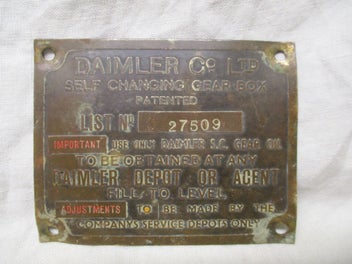 DAIMLER Co. LTD
SELF CHANGING GEAR BOX
PATENTED
LIST No 27509
IMPORTANT USE ONLY DAIMLER S.C. GEAR OIL
TO BE OBTAINED AT ANY
DAIMLER DEPOT OR AGENT
FILL TO LEVEL
ADJUSTMENTS TO BE MADE BY THE
COMPANYS SERVICE DEPOTS ONLY